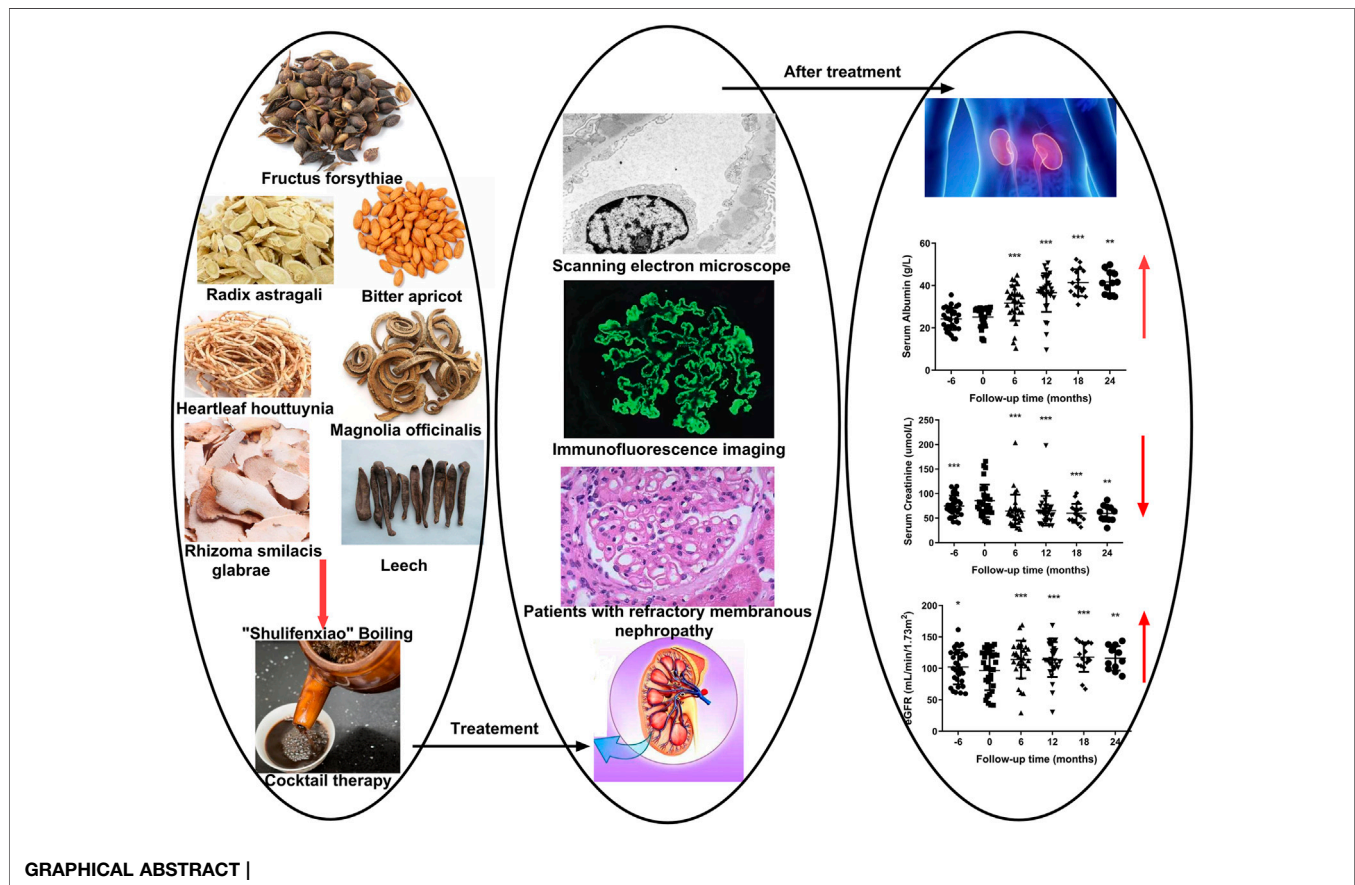 Fructus forsythiae
Radix astragali
Bitter apricot
Heartleaf houttuynia
Magnolia officinalis
Rhizoma smilacis
glabrae
Leech
"Shulifenxiao" Boiling
Cocktail therapy
Treatement
Scanning electron microscope
Immunofluorescence imaging
Patients with refractory membranous
nephropathy
After treatment
Serum Albumin (g/L)
60
40
20
0
*** *** *** **
-6 0 6 12 18 24
Follow-up time (months)
Serum Creatinine (umol/L)
250
200
150
100
50
0
*** *** *** *** **
-6 0 6 12 18 24
Follow-up time (months)
eGFR (mL/min/1.73m²)
200
150
100
50
0
* *** *** *** **
-6 0 6 12 18 24
Follow-up time (months)
GRAPHICAL ABSTRACT |